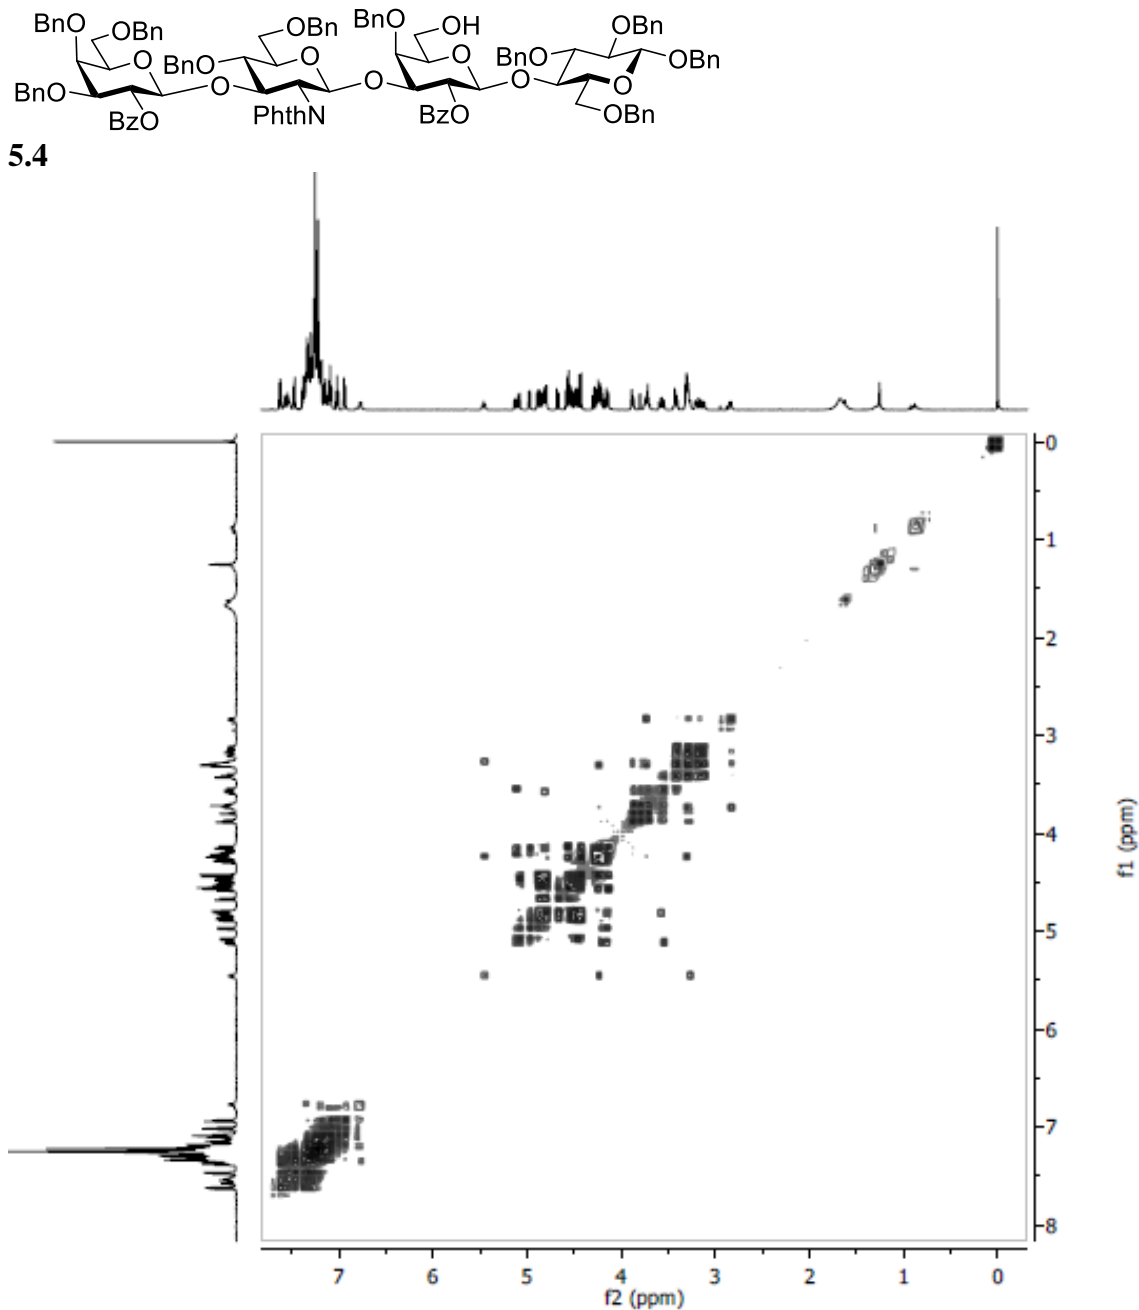 BnO OBn OBn BnO OH OBn
BnO O BnO O O BnO O OBn
BnO O O O O
BzO PhthN BzO OBn
5.4
0
1
2
3
4
5
6
7
8
f1 (ppm)
7 6 5 4 3 2 1 0
f2 (ppm)